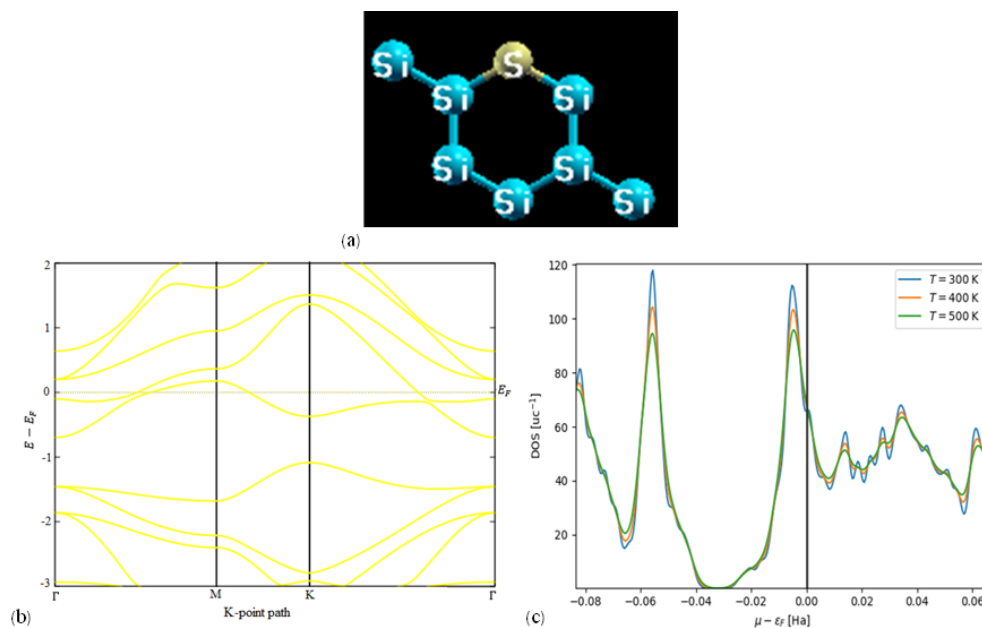 Si
S
Si
Si
Si
Si
Si
Si
(a)
2
1
0
-1
-2
-3
E − E_F
E_F
Γ
M
K
Γ
K-point path
(b)
120
100
80
60
40
20
DOS [uc⁻¹]
T = 300 K
T = 400 K
T = 500 K
−0.08
−0.06
−0.04
−0.02
0.00
0.02
0.04
0.06
μ − ε_F [Ha]
(c)